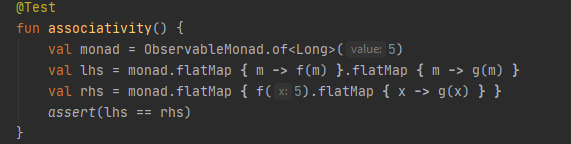 @Test
fun associativity() {
    val monad = ObservableMonad.of<Long>( value: 5)
    val lhs = monad.flatMap { m -> f(m) }.flatMap { m -> g(m) }
    val rhs = monad.flatMap { f( x: 5).flatMap { x -> g(x) } }
    assert(lhs == rhs)
}